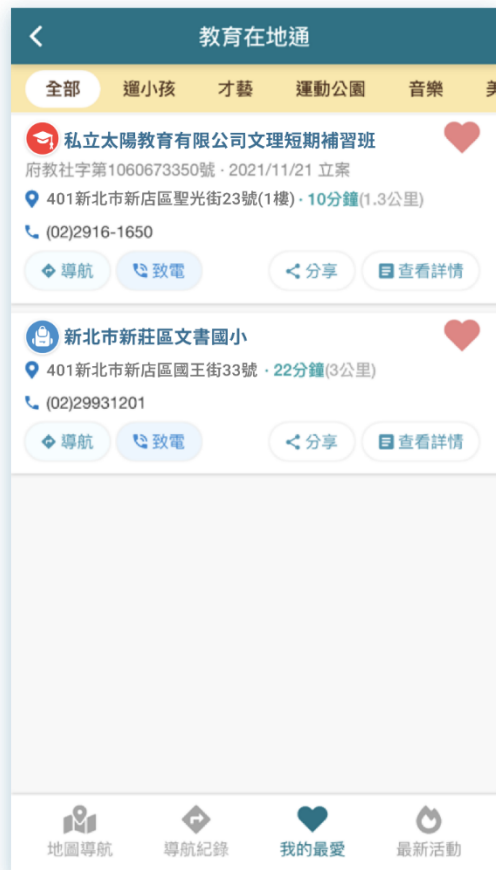 教育在地通
全部 遛小孩 才藝 運動公園 音樂
私立太陽教育有限公司文理短期補習班
府教社字第1060673350號 · 2021/11/21 立案
401新北市新店區聖光街23號(1樓) · 10分鐘(1.3公里)
(02)2916-1650
導航 致電 分享 查看詳情
新北市新莊區文書國小
401新北市新店區國王街33號 · 22分鐘(3公里)
(02)29931201
導航 致電 分享 查看詳情
地圖導航 導航紀錄 我的最愛 最新活動